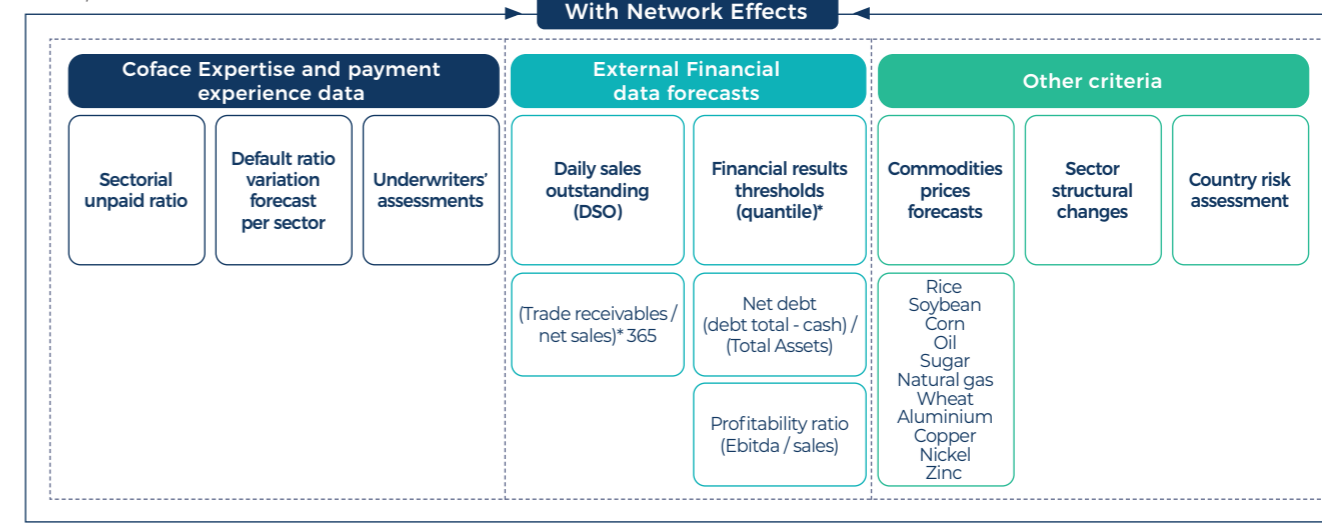 With Network Effects
Coface Expertise and payment
experience data
External Financial
data forecasts
Other criteria
Sectorial
unpaid ratio
Default ratio
variation
forecast
per sector
Underwriters'
assessments
Daily sales
outstanding
(DSO)
Financial results
thresholds
(quantile)*
Commodities
prices
forecasts
Sector
structural
changes
Country risk
assessment
(Trade receivables /
net sales)* 365
Net debt
(debt total - cash) /
(Total Assets)
Profitability ratio
(Ebitda / sales)
Rice
Soybean
Corn
Oil
Sugar
Natural gas
Wheat
Aluminium
Copper
Nickel
Zinc